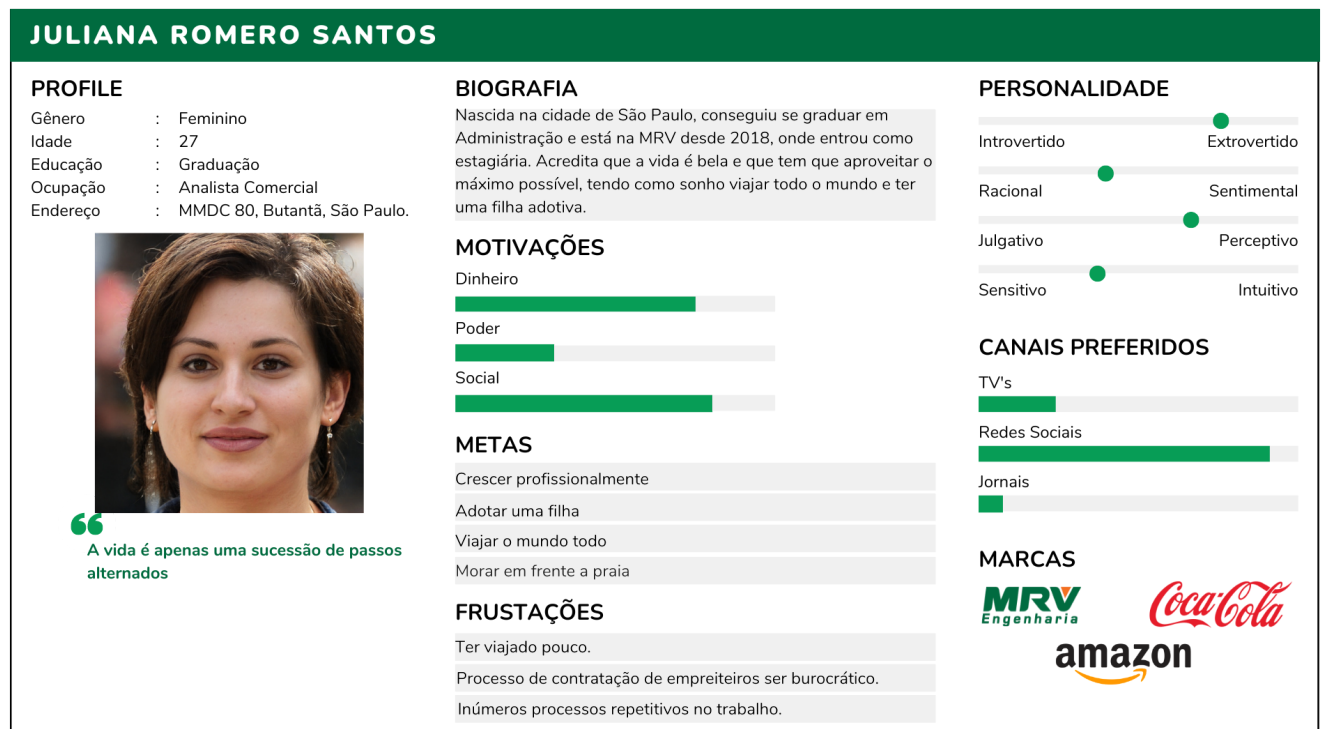 JULIANA ROMERO SANTOS
PROFILE
Gênero : Feminino
Idade : 27
Educação : Graduação
Ocupação : Analista Comercial
Endereço : MMDC 80, Butantã, São Paulo.
“
A vida é apenas uma sucessão de passos
alternados
BIOGRAFIA
Nascida na cidade de São Paulo, conseguiu se graduar em
Administração e está na MRV desde 2018, onde entrou como
estagiária. Acredita que a vida é bela e que tem que aproveitar o
máximo possível, tendo como sonho viajar todo o mundo e ter
uma filha adotiva.
MOTIVAÇÕES
Dinheiro
Poder
Social
METAS
Crescer profissionalmente
Adotar uma filha
Viajar o mundo todo
Morar em frente a praia
FRUSTAÇÕES
Ter viajado pouco.
Processo de contratação de empreiteiros ser burocrático.
Inúmeros processos repetitivos no trabalho.
PERSONALIDADE
Introvertido Extrovertido
Racional Sentimental
Julgativo Perceptivo
Sensitivo Intuitivo
CANAIS PREFERIDOS
TV's
Redes Sociais
Jornais
MARCAS
MRV
Engenharia
Coca-Cola
amazon